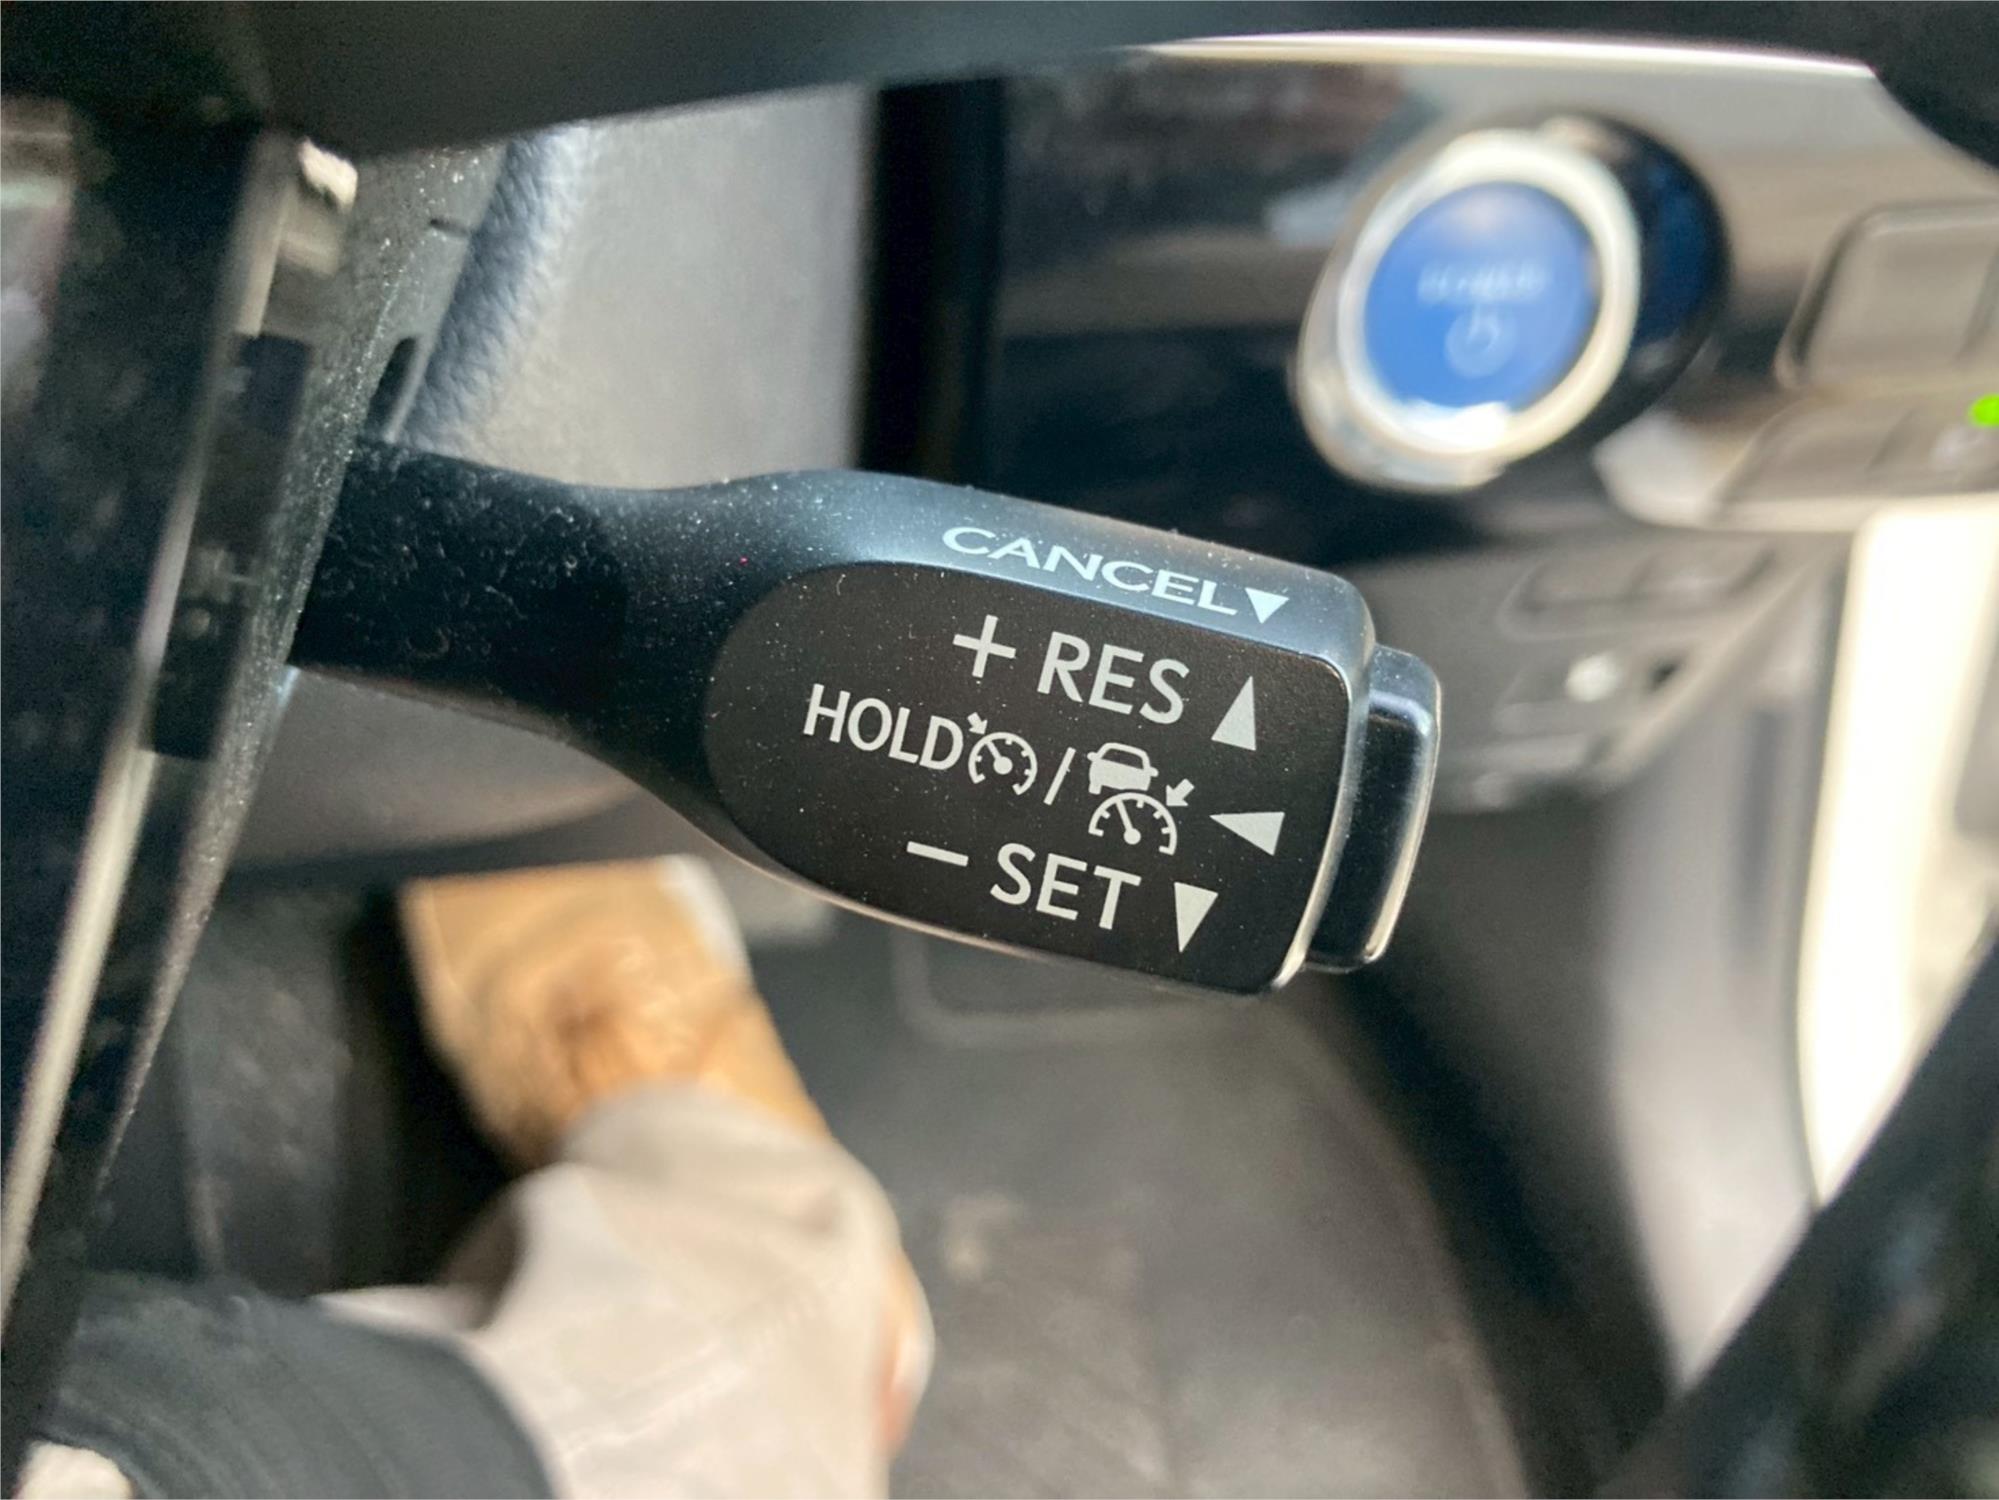 CANCEL▼
+ RES ▲
HOLD / ◀
− SET ▼